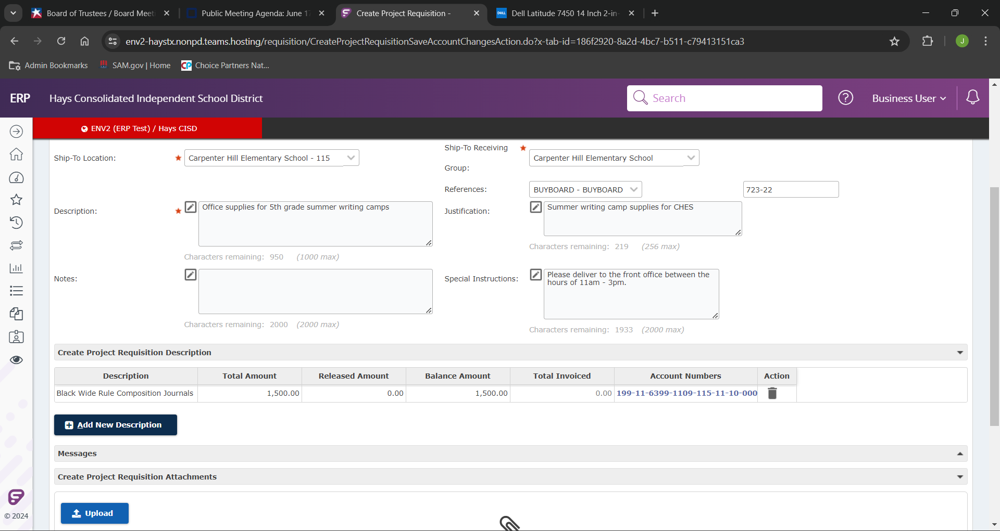 Board of Trustees / Board Meeti
Public Meeting Agenda: June 17
Create Project Requisition -
DELL
Dell Latitude 7450 14 Inch 2-in-
env2-haystx.nonpd.teams.hosting/requisition/CreateProjectRequisitionSaveAccountChangesAction.do?x-tab-id=186f2920-8a2d-4bc7-b511-c79413151ca3
J
Admin Bookmarks
SAM.gov | Home
CP
Choice Partners Nat...
ERP
Hays Consolidated Independent School District
Search
?
Business User
ENV2 (ERP Test) / Hays CISD
Ship-To Location:
Carpenter Hill Elementary School - 115
Ship-To Receiving
Group:
Carpenter Hill Elementary School
References:
BUYBOARD - BUYBOARD
723-22
Description:
Office supplies for 5th grade summer writing camps
Characters remaining: 950 (1000 max)
Justification:
Summer writing camp supplies for CHES
Characters remaining: 219 (256 max)
Notes:
Characters remaining: 2000 (2000 max)
Special Instructions:
Please deliver to the front office between the
hours of 11am - 3pm.
Characters remaining: 1933 (2000 max)
Create Project Requisition Description
Description Total Amount Released Amount Balance Amount Total Invoiced Account Numbers Action
Black Wide Rule Composition Journals 1,500.00 0.00 1,500.00 0.00 199-11-6399-1109-115-11-10-000
Add New Description
Messages
Create Project Requisition Attachments
Upload
© 2024